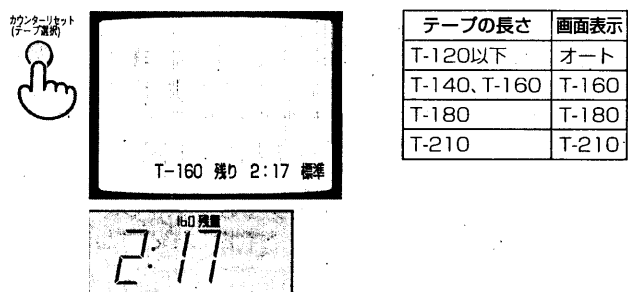 カウンターリセット
(テープ選択)
T-160 残り 2:17 標準
160 残量
2:17
テープの長さ 画面表示
T-120以下 オート
T-140、T-160 T-160
T-180 T-180
T-210 T-210